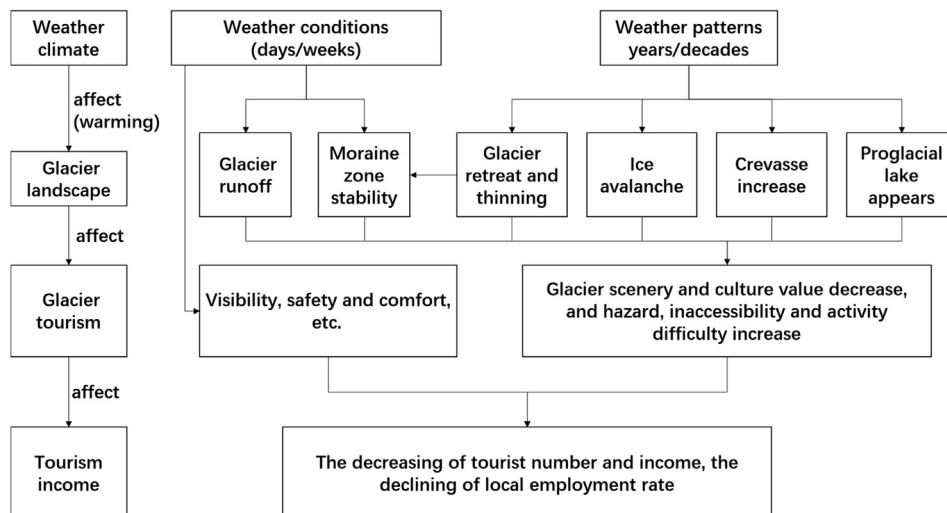 Weather
climate
Weather conditions
(days/weeks)
Weather patterns
years/decades
affect
(warming)
Glacier
landscape
Glacier
runoff
Moraine
zone
stability
Glacier
retreat and
thinning
Ice
avalanche
Crevasse
increase
Proglacial
lake
appears
affect
Glacier
tourism
Visibility, safety and comfort,
etc.
Glacier scenery and culture value decrease,
and hazard, inaccessibility and activity
difficulty increase
affect
Tourism
income
The decreasing of tourist number and income, the
declining of local employment rate